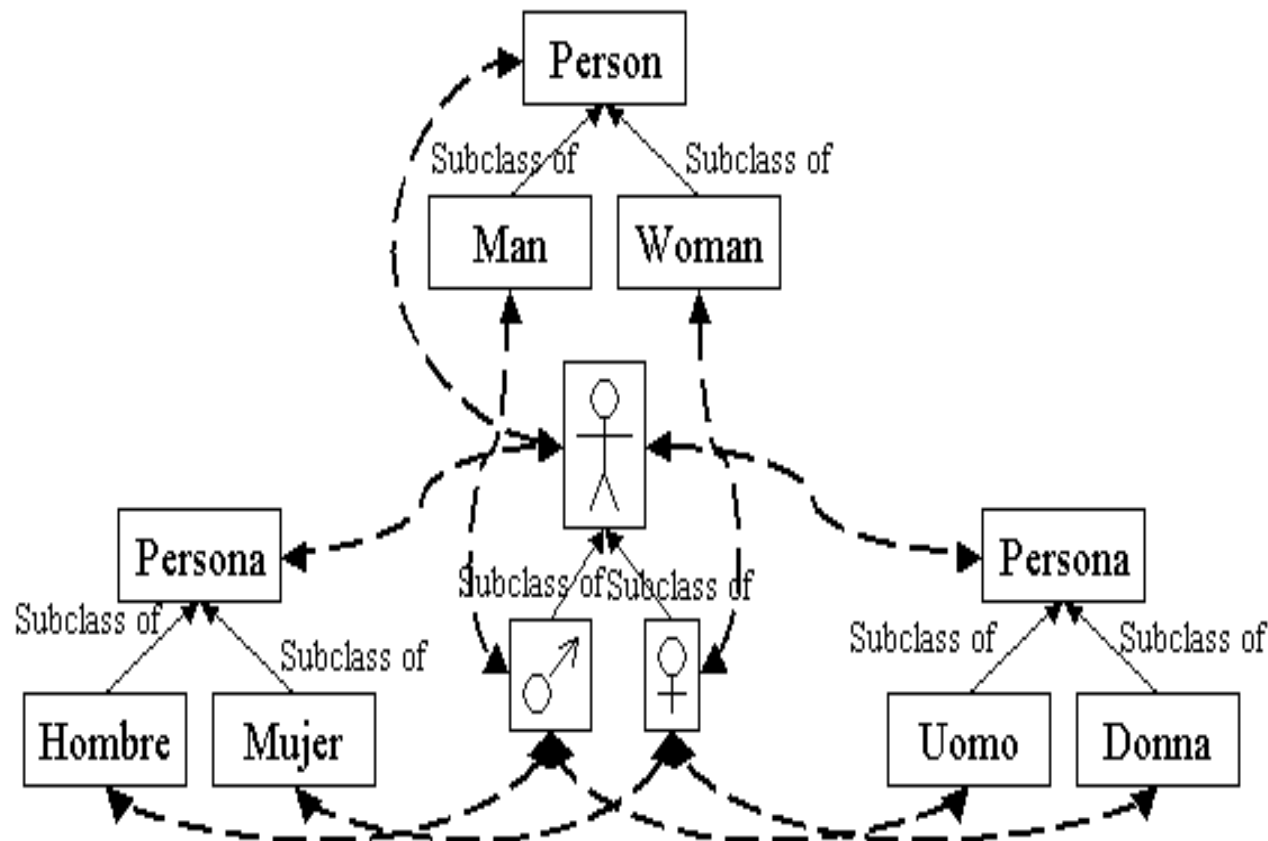 Person
Subclass of
Subclass of
Man
Woman
Persona
Subclass of
Subclass of
Hombre
Mujer
Subclass of
Subclass of
Persona
Subclass of
Subclass of
Uomo
Donna